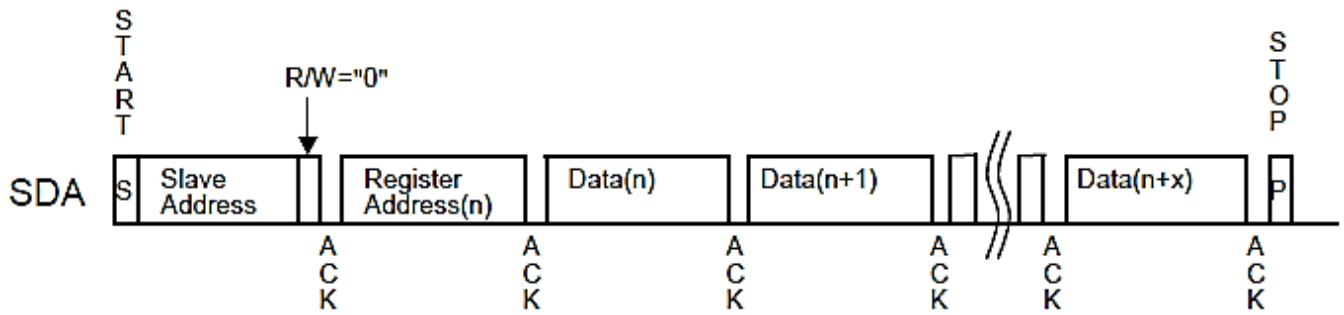 START
STOP
R/W="0"
SDA
S
Slave
Address
Register
Address(n)
Data(n)
Data(n+1)
Data(n+x)
P
ACK
ACK
ACK
ACK
ACK
ACK